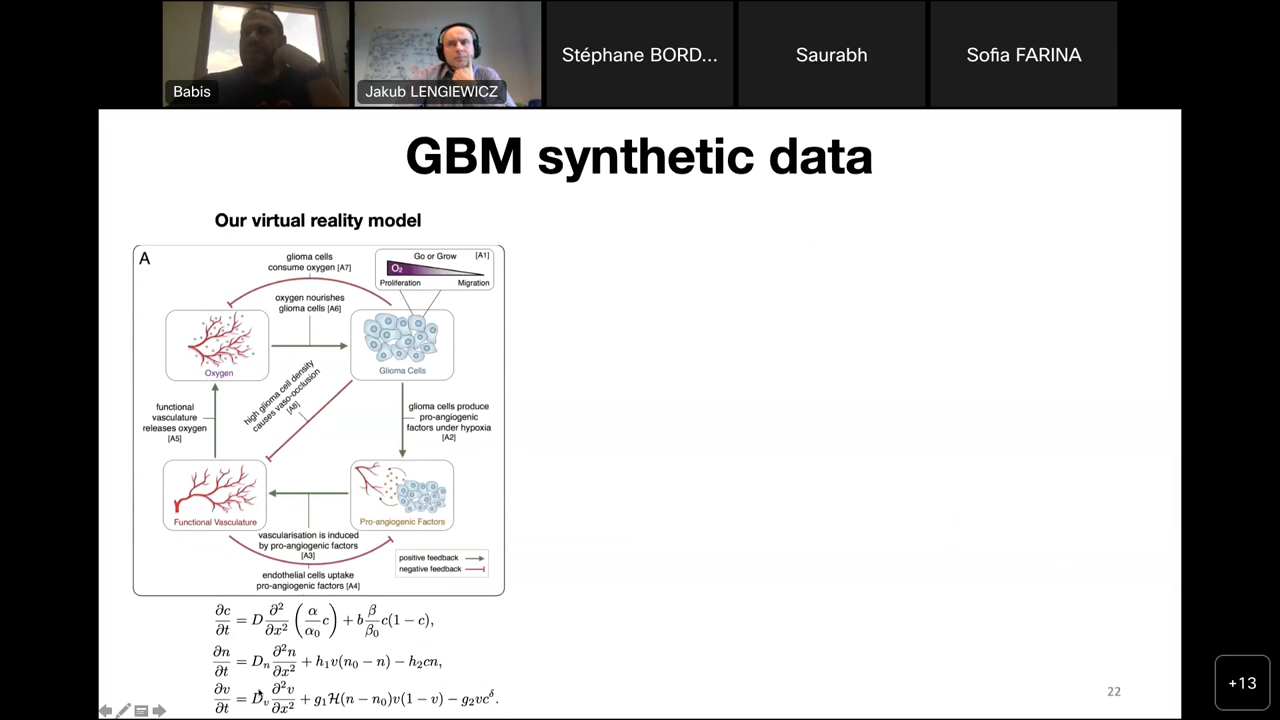 Babis
Jakub LENGIEWICZ
Stéphane BORD...
Saurabh
Sofia FARINA
GBM synthetic data
Our virtual reality model
A
glioma cells
consume oxygen [A7]
Go or Grow
[A1]
O₂
Proliferation
Migration
oxygen nourishes
glioma cells [A6]
Oxygen
Glioma Cells
high glioma cell density
causes vaso-occlusion
[A8]
functional
vasculature
releases oxygen
[A5]
glioma cells produce
pro-angiogenic
factors under hypoxia
[A2]
Functional Vasculature
Pro-angiogenic Factors
vascularisation is induced
by pro-angiogenic factors
[A3]
endothelial cells uptake
pro-angiogenic factors [A4]
positive feedback
negative feedback
∂c/∂t = D ∂²/∂x² (α/α₀ c) + b β/β₀ c(1 − c),
∂n/∂t = Dₙ ∂²n/∂x² + h₁v(n₀ − n) − h₂cn,
∂v/∂t = Dᵥ ∂²v/∂x² + g₁ℋ(n − n₀)v(1 − v) − g₂vc^δ.
22
+13